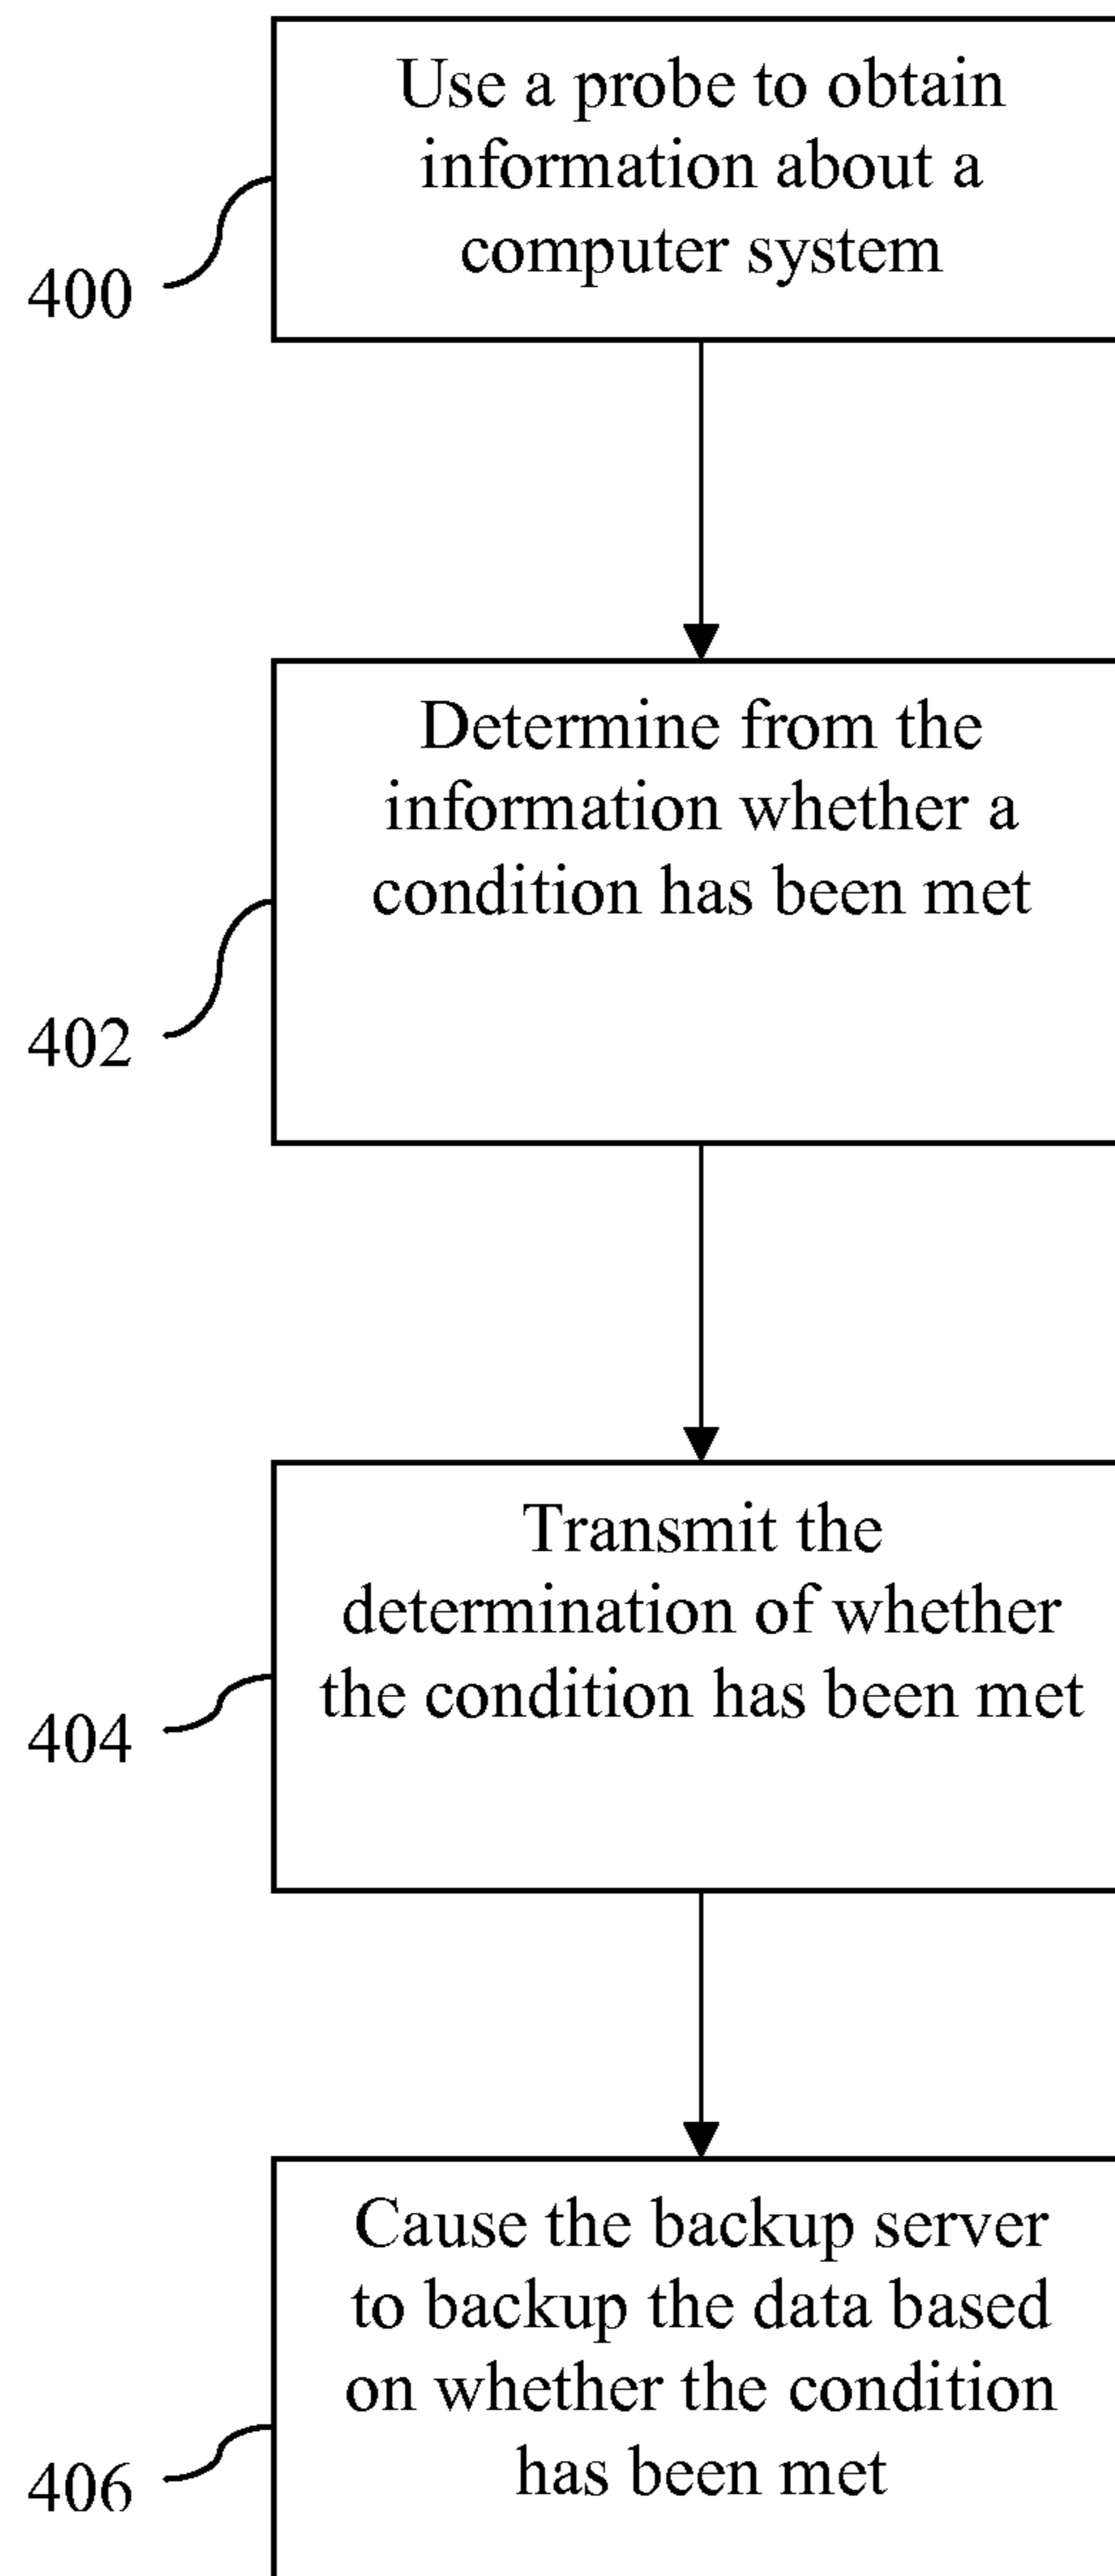 Use a probe to obtain
information about a
computer system
400
Determine from the
information whether a
condition has been met
402
Transmit the
determination of whether
the condition has been met
404
Cause the backup server
to backup the data based
on whether the condition
has been met
406